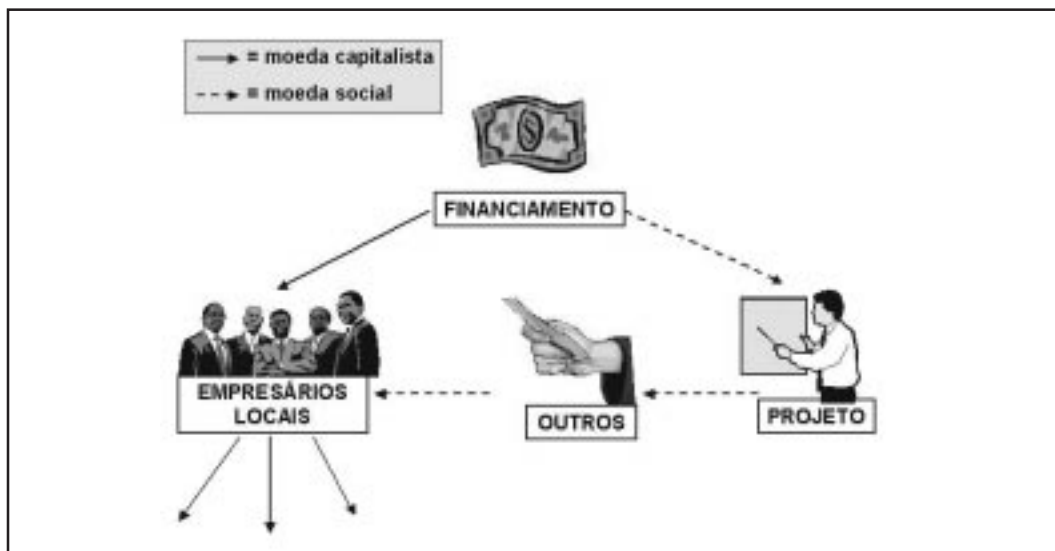 = moeda capitalista
= moeda social
FINANCIAMENTO
EMPRESÁRIOS
LOCAIS
OUTROS
PROJETO